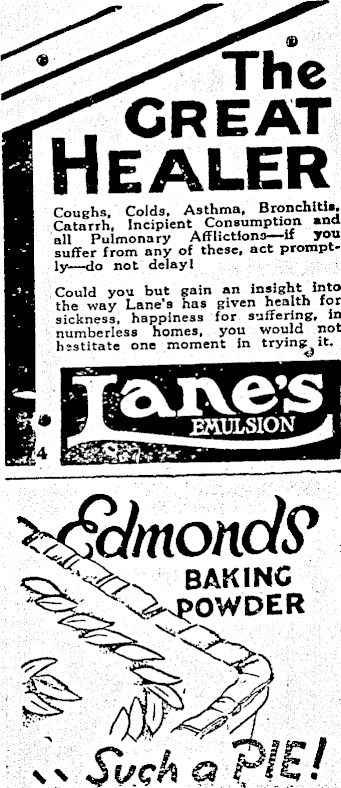 The
GREAT
HEALER
Coughs, Colds, Asthma, Bronchitis,
Catarrh, Incipient Consumption and
all Pulmonary Afflictions—if you
suffer from any of these, act prompt-
ly—do not delay!
Could you but gain an insight into
the way Lane's has given health for
sickness, happiness for suffering, in
numberless homes, you would not
hestitate one moment in trying it.
Lane's
EMULSION
4
Edmonds
BAKING
POWDER
.. Such a PIE!